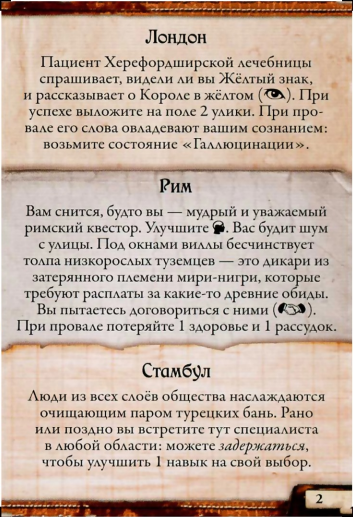 Лондон
Пациент Херефордширской лечебницы
спрашивает, видели ли вы Жёлтый знак,
и рассказывает о Короле в жёлтом ( ). При
успехе выложите на поле 2 улики. При про-
вале его слова овладевают вашим сознанием:
возьмите состояние «Галлюцинации».
Рим
Вам снится, будто вы — мудрый и уважаемый
римский квестор. Улучшите . Вас будит шум
с улицы. Под окнами виллы бесчинствует
толпа низкорослых туземцев — это дикари из
затерянного племени мири-нигри, которые
требуют расплаты за какие-то древние обиды.
Вы пытаетесь договориться с ними ( ).
При провале потеряйте 1 здоровье и 1 рассудок.
Стамбул
Люди из всех слоёв общества наслаждаются
очищающим паром турецких бань. Рано
или поздно вы встретите тут специалиста
в любой области: можете задержаться,
чтобы улучшить 1 навык на свой выбор.
2